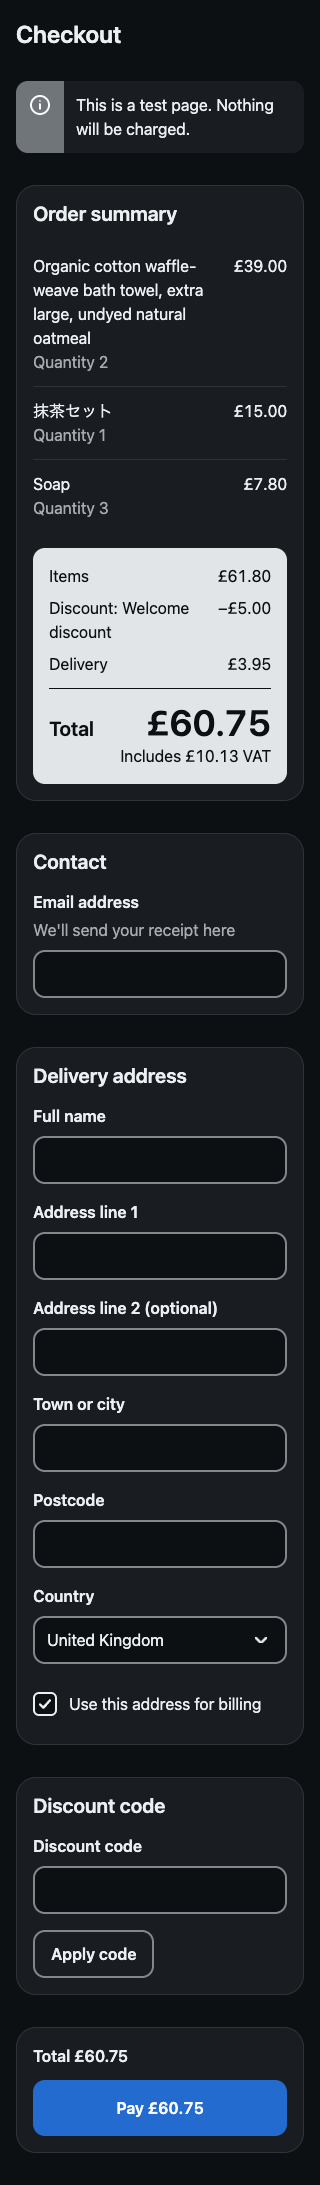 Checkout
This is a test page. Nothing
will be charged.
Order summary
Organic cotton waffle- £39.00
weave bath towel, extra
large, undyed natural
oatmeal
Quantity 2
抹茶セット £15.00
Quantity 1
Soap £7.80
Quantity 3
Items £61.80
Discount: Welcome −£5.00
discount
Delivery £3.95
Total £60.75
Includes £10.13 VAT
Contact
Email address
We'll send your receipt here
Delivery address
Full name
Address line 1
Address line 2 (optional)
Town or city
Postcode
Country
United Kingdom
Use this address for billing
Discount code
Discount code
Apply code
Total £60.75
Pay £60.75